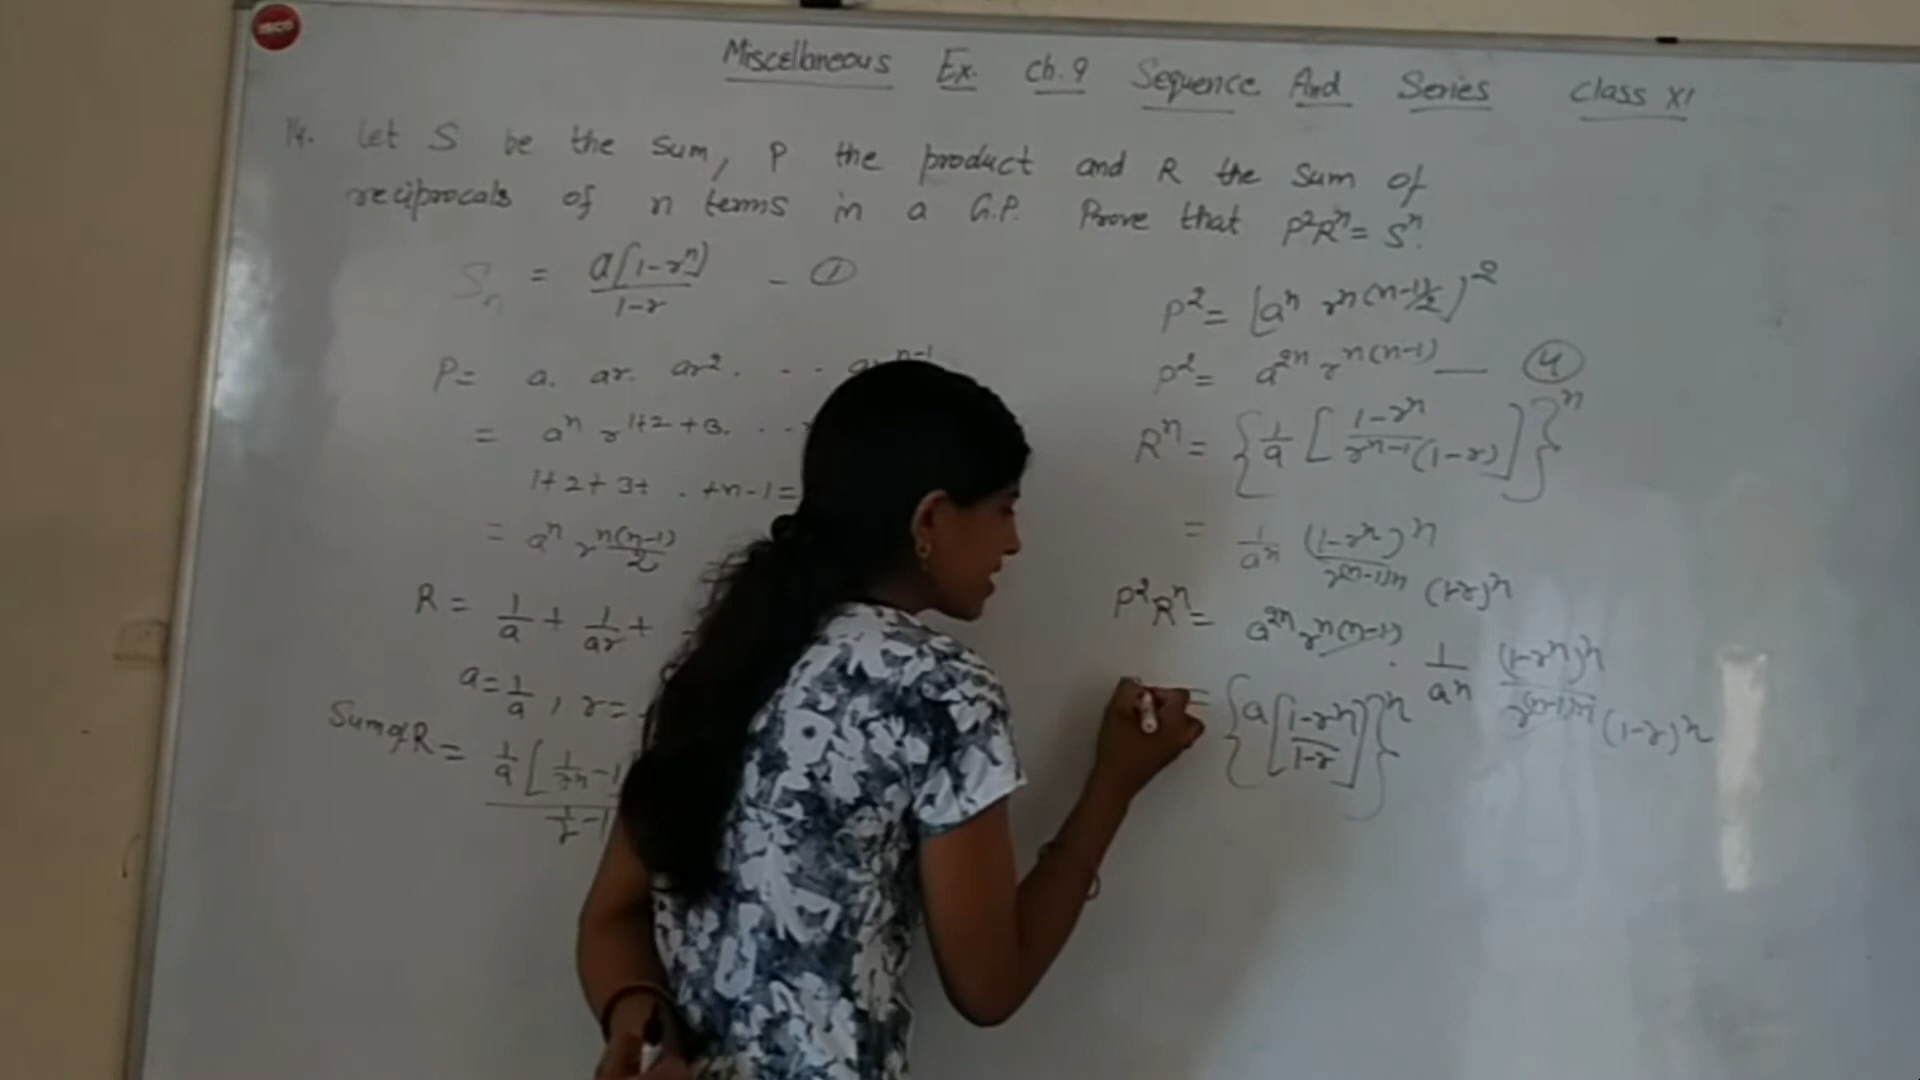 Miscellaneous Ex. Ch.9 Sequence And Series Class XI
14. Let S be the sum, P the product and R the sum of
reciprocals of n terms in a G.P. Prove that P²Rⁿ = Sⁿ.
Sₙ = a[1-rⁿ]/1-r - ①
P = a. ar. ar². . . . arⁿ⁻¹
= aⁿ r^1+2+3. . .
1+2+3+ . +n-1 =
= aⁿ r^n(n-1)/2
R = 1/a + 1/ar +
a = 1/a , r =
Sum of R = 1/a [1/rⁿ - 1 / 1/r - 1
P² = [aⁿ r^n(n-1)/2]²
P² = a²ⁿ r^n(n-1) — ④
Rⁿ = {1/a [1-rⁿ / rⁿ⁻¹(1-r)]}ⁿ
= 1/aⁿ (1-rⁿ)ⁿ / r^(n-1)n (1-r)ⁿ
P²Rⁿ = a²ⁿ r^n(n-1) . 1/aⁿ (1-rⁿ)ⁿ / r^(n-1)n (1-r)ⁿ
= {a[1-rⁿ / 1-r]}ⁿ